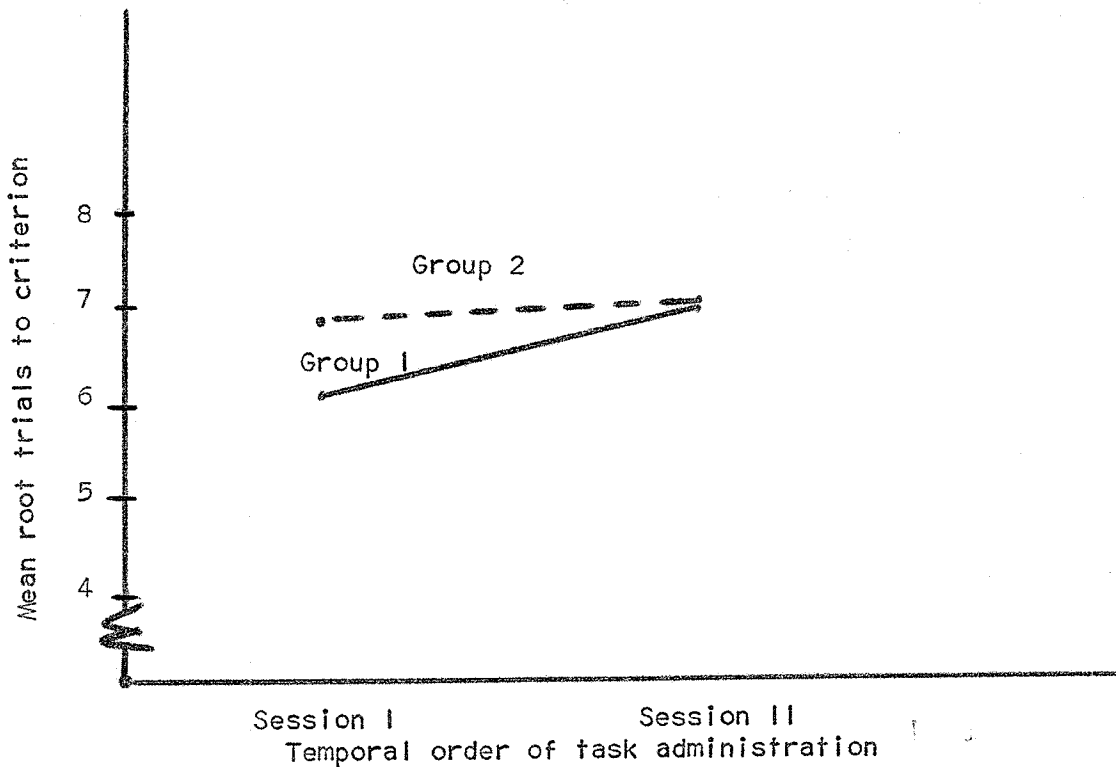 Mean root trials to criterion
8
7
6
5
4
Group 2
Group 1
Session I
Session II
Temporal order of task administration